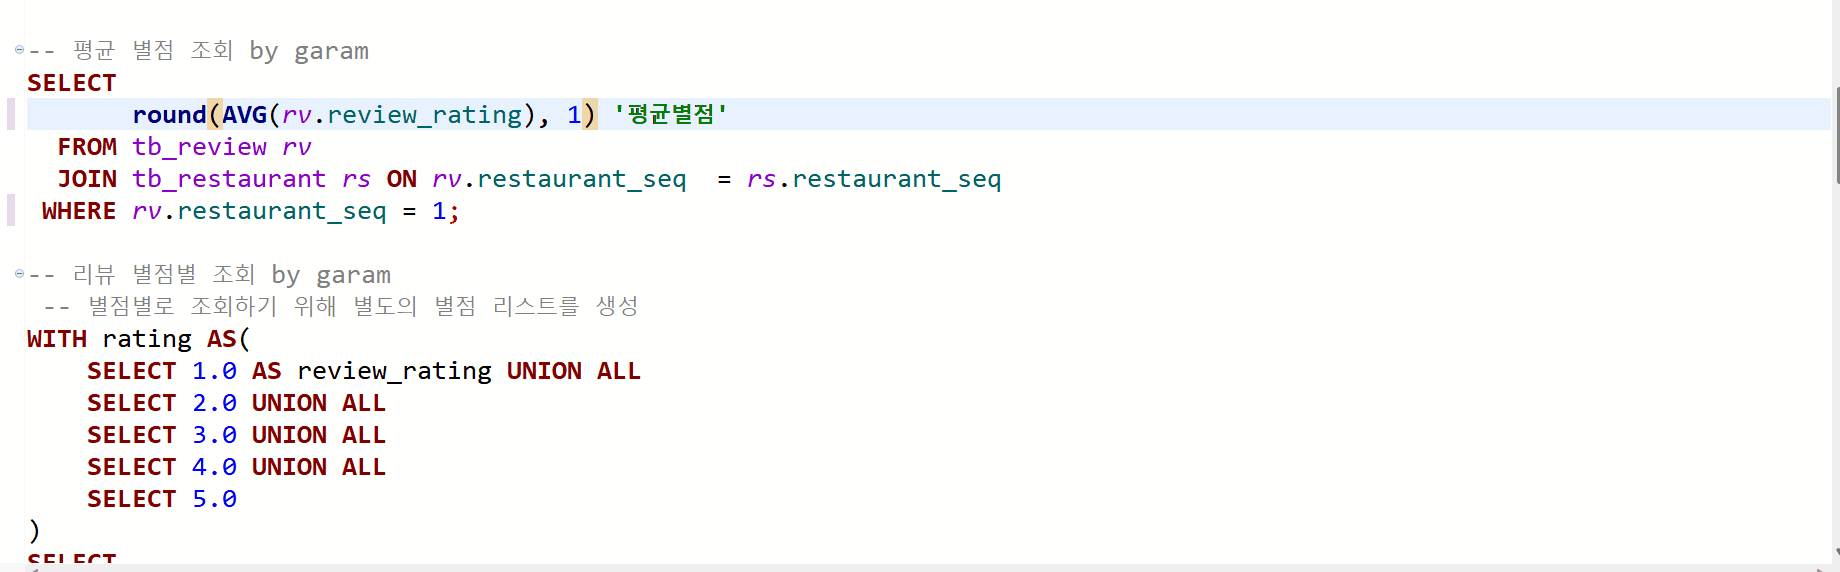 -- 평균 별점 조회 by garam
SELECT
round(AVG(rv.review_rating), 1) '평균별점'
FROM tb_review rv
JOIN tb_restaurant rs ON rv.restaurant_seq  = rs.restaurant_seq
WHERE rv.restaurant_seq = 1;
-- 리뷰 별점별 조회 by garam
-- 별점별로 조회하기 위해 별도의 별점 리스트를 생성
WITH rating AS(
SELECT 1.0 AS review_rating UNION ALL
SELECT 2.0 UNION ALL
SELECT 3.0 UNION ALL
SELECT 4.0 UNION ALL
SELECT 5.0
)
SELECT